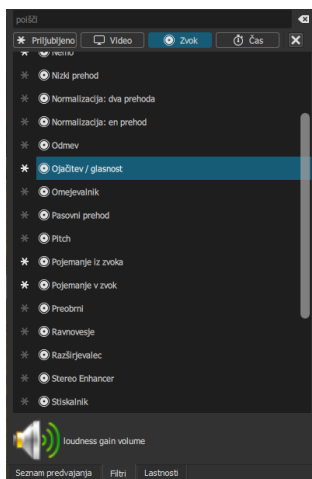 poišči
Priljubljeno Video Zvok Čas
Nemo
Nizki prehod
Normalizacija: dva prehoda
Normalizacija: en prehod
Odmev
Ojačitev / glasnost
Omejevalnik
Pasovni prehod
Pitch
Pojemanje iz zvoka
Pojemanje v zvok
Preobrni
Ravnovesje
Razširjevalec
Stereo Enhancer
Stiskalnik
loudness gain volume
Seznam predvajanja Filtri Lastnosti